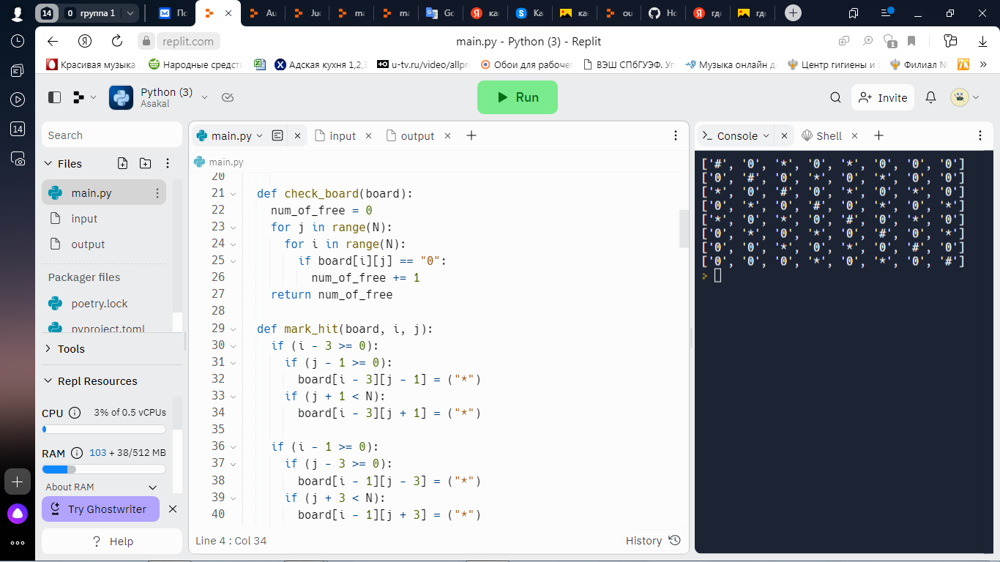 14 0 группа 1 По Au Juc ma ma Go ка Ка ка ou Ho где где
replit.com main.py - Python (3) - Replit 1
Красивая музыка Народные средст Адская кухня 1,2,3 u-tv.ru/video/allpr Обои для рабочег ВЭШ СПбГУЭФ. Уп Музыка онлайн д Центр гигиены и з Филиал №
Python (3)
Asakal
Run
Invite
14
Search
Files
main.py
input
output
Packager files
poetry.lock
pyproject.toml
Tools
Repl Resources
CPU 3% of 0.5 vCPUs
RAM 103 + 38/512 MB
About RAM
Try Ghostwriter
? Help
main.py input output
main.py
20
21 def check_board(board):
22 num_of_free = 0
23 for j in range(N):
24 for i in range(N):
25 if board[i][j] == "0":
26 num_of_free += 1
27 return num_of_free
28
29 def mark_hit(board, i, j):
30 if (i - 3 >= 0):
31 if (j - 1 >= 0):
32 board[i - 3][j - 1] = ("*")
33 if (j + 1 < N):
34 board[i - 3][j + 1] = ("*")
35
36 if (i - 1 >= 0):
37 if (j - 3 >= 0):
38 board[i - 1][j - 3] = ("*")
39 if (j + 3 < N):
40 board[i - 1][j + 3] = ("*")
Line 4 : Col 34 History
Console Shell
['#', '0', '*', '0', '*', '0', '0', '0']
['0', '#', '0', '*', '0', '*', '0', '0']
['*', '0', '#', '0', '*', '0', '*', '0']
['0', '*', '0', '#', '0', '*', '0', '*']
['*', '0', '*', '0', '#', '0', '*', '0']
['0', '*', '0', '*', '0', '#', '0', '*']
['0', '0', '*', '0', '*', '0', '#', '0']
['0', '0', '0', '*', '0', '*', '0', '#']
>